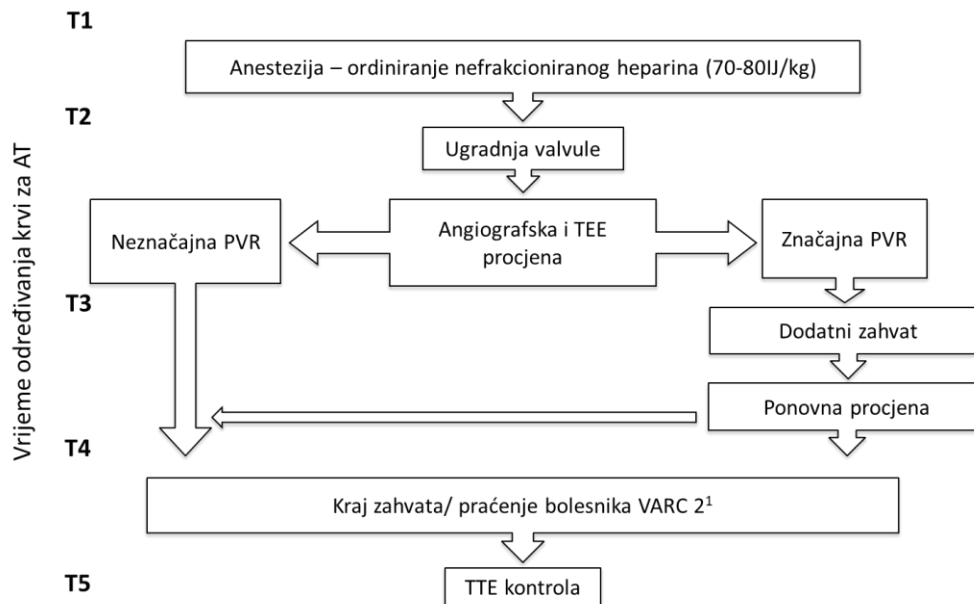 T1
Anestezija – ordiniranje nefrakcioniranog heparina (70-80IJ/kg)
T2
Ugradnja valvule
Vrijeme određivanja krvi za AT
Neznačajna PVR
Angiografska i TEE
procjena
Značajna PVR
T3
Dodatni zahvat
Ponovna procjena
T4
Kraj zahvata/ praćenje bolesnika VARC 2¹
T5
TTE kontrola